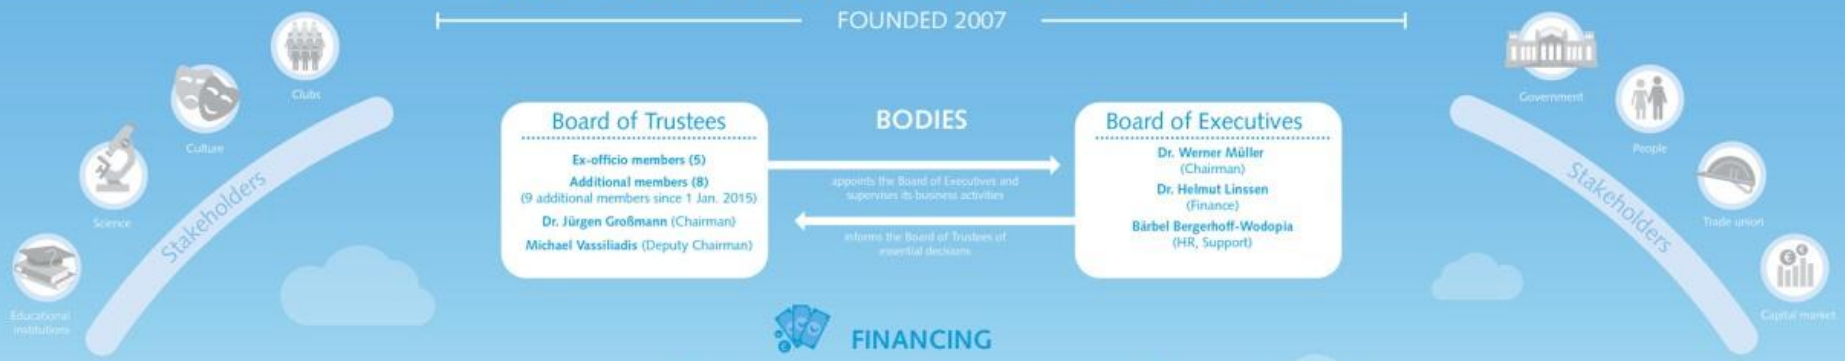 FOUNDED 2007
Clubs
Culture
Science
Educational
institutions
Stakeholders
Board of Trustees
Ex-officio members (5)
Additional members (8)
(9 additional members since 1 Jan. 2015)
Dr. Jürgen Großmann (Chairman)
Michael Vassiliadis (Deputy Chairman)
BODIES
appoints the Board of Executives and
supervises its business activities
informs the Board of Trustees of
essential decisions
Board of Executives
Dr. Werner Müller
(Chairman)
Dr. Helmut Linssen
(Finance)
Bärbel Bergerhoff-Wodopia
(HR, Support)
Government
People
Trade union
Capital market
Stakeholders
FINANCING